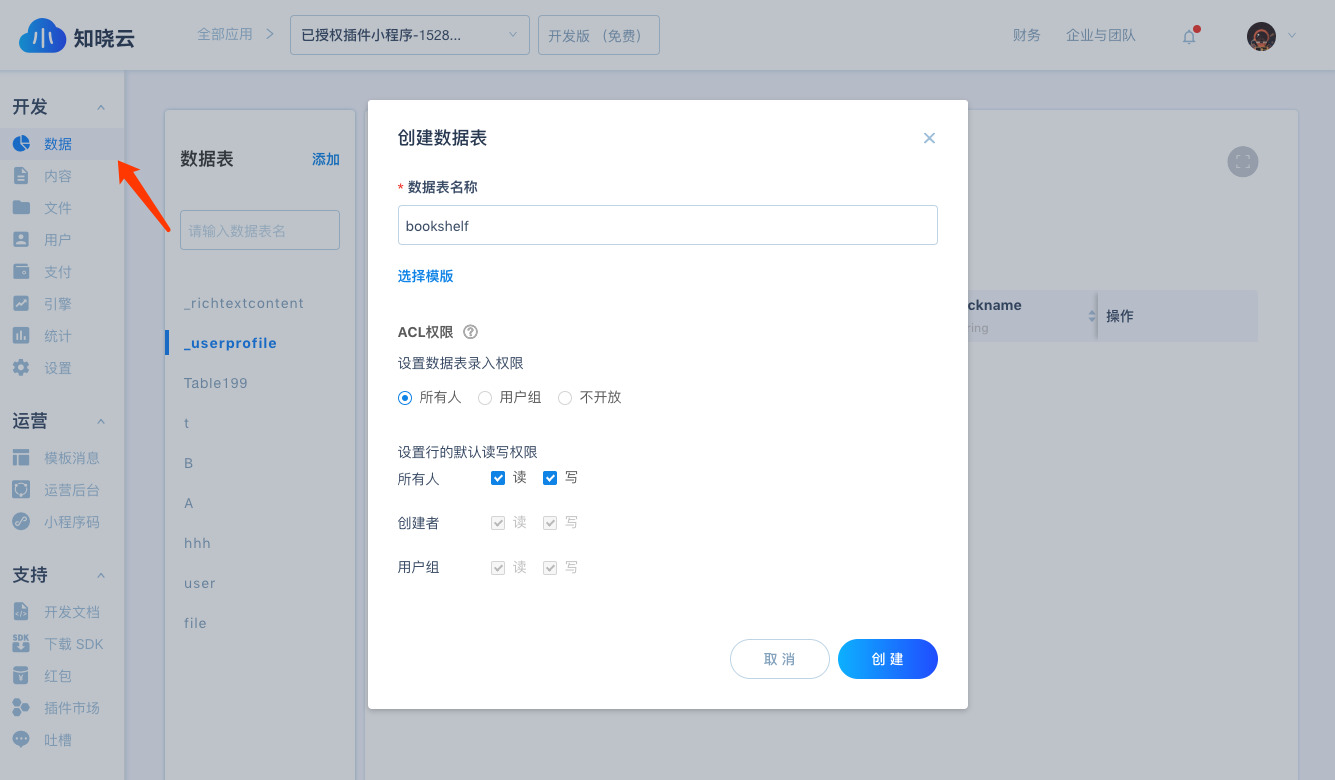 知晓云
全部应用
已授权插件小程序-1528...
开发版 （免费）
财务
企业与团队
开发
数据
内容
文件
用户
支付
引擎
统计
设置
运营
模板消息
运营后台
小程序码
支持
开发文档
SDK
下载 SDK
红包
插件市场
吐槽
数据表
添加
请输入数据表名
_richtextcontent
_userprofile
Table199
t
B
A
hhh
user
file
创建数据表
* 数据表名称
bookshelf
选择模版
ACL权限 ?
设置数据表录入权限
所有人 用户组 不开放
设置行的默认读写权限
所有人 读 写
创建者 读 写
用户组 读 写
取 消
创 建
ckname
ring
操作